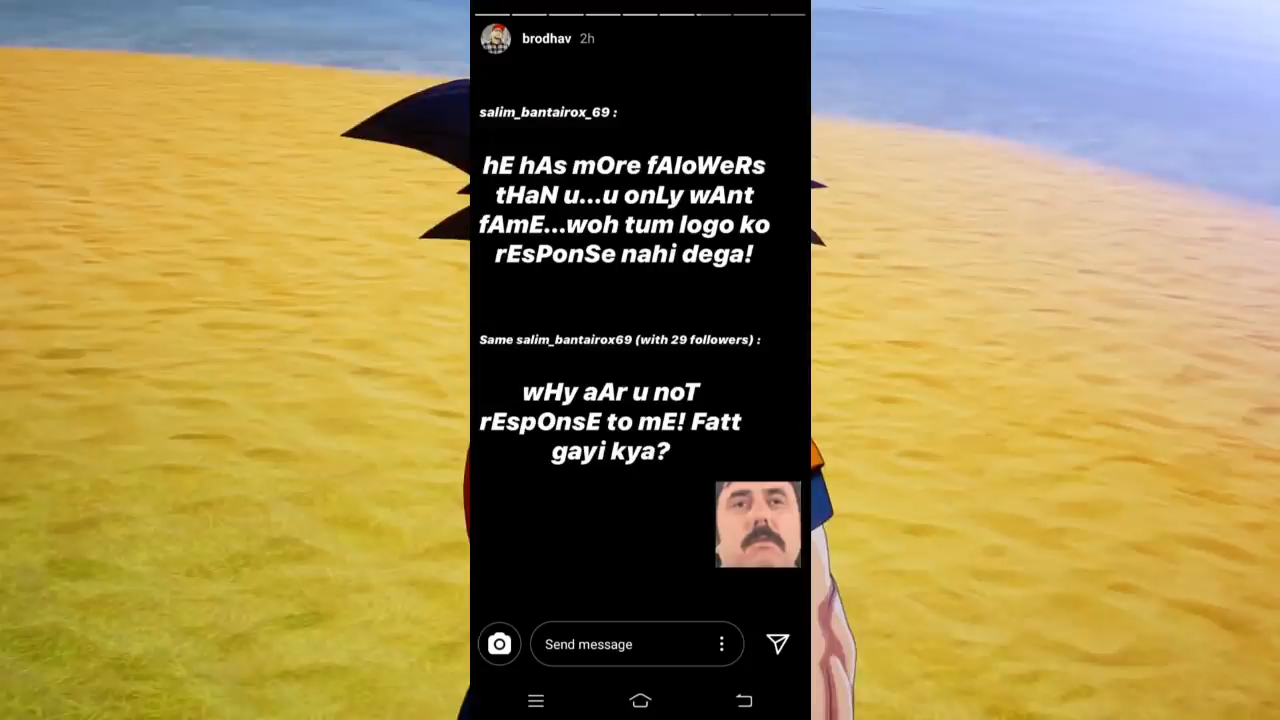 brodhav 2h
salim_bantairox_69 :
hE hAs mOre fAloWeRs
tHaN u...u onLy wAnt
fAmE...woh tum logo ko
rEsPonSe nahi dega!
Same salim_bantairox69 (with 29 followers) :
wHy aAr u noT
rEspOnsE to mE! Fatt
gayi kya?
Send message